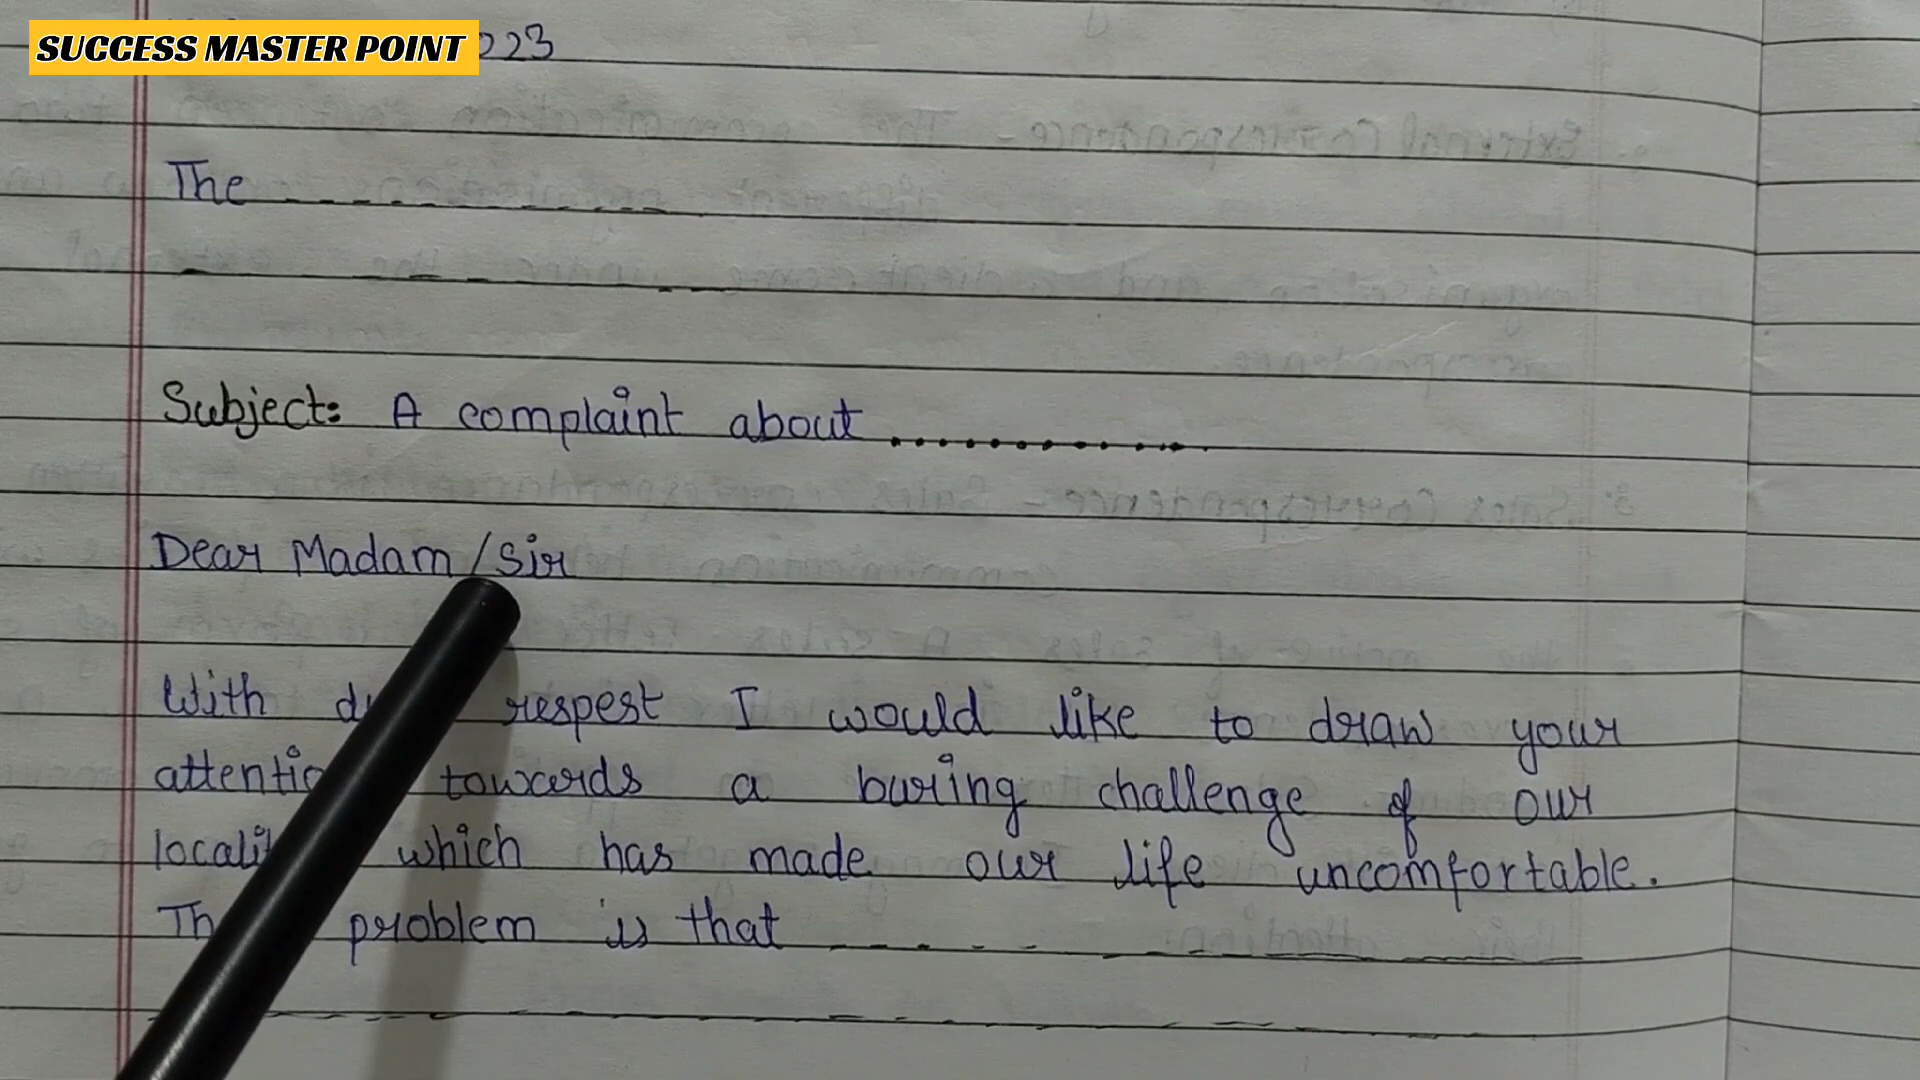 SUCCESS MASTER POINT
223
The
Subject: A complaint about ............
Dear Madam/Sir
With respest I would like to draw your
towards a buring challenge of our
which has made our life uncomfortable.
problem is that